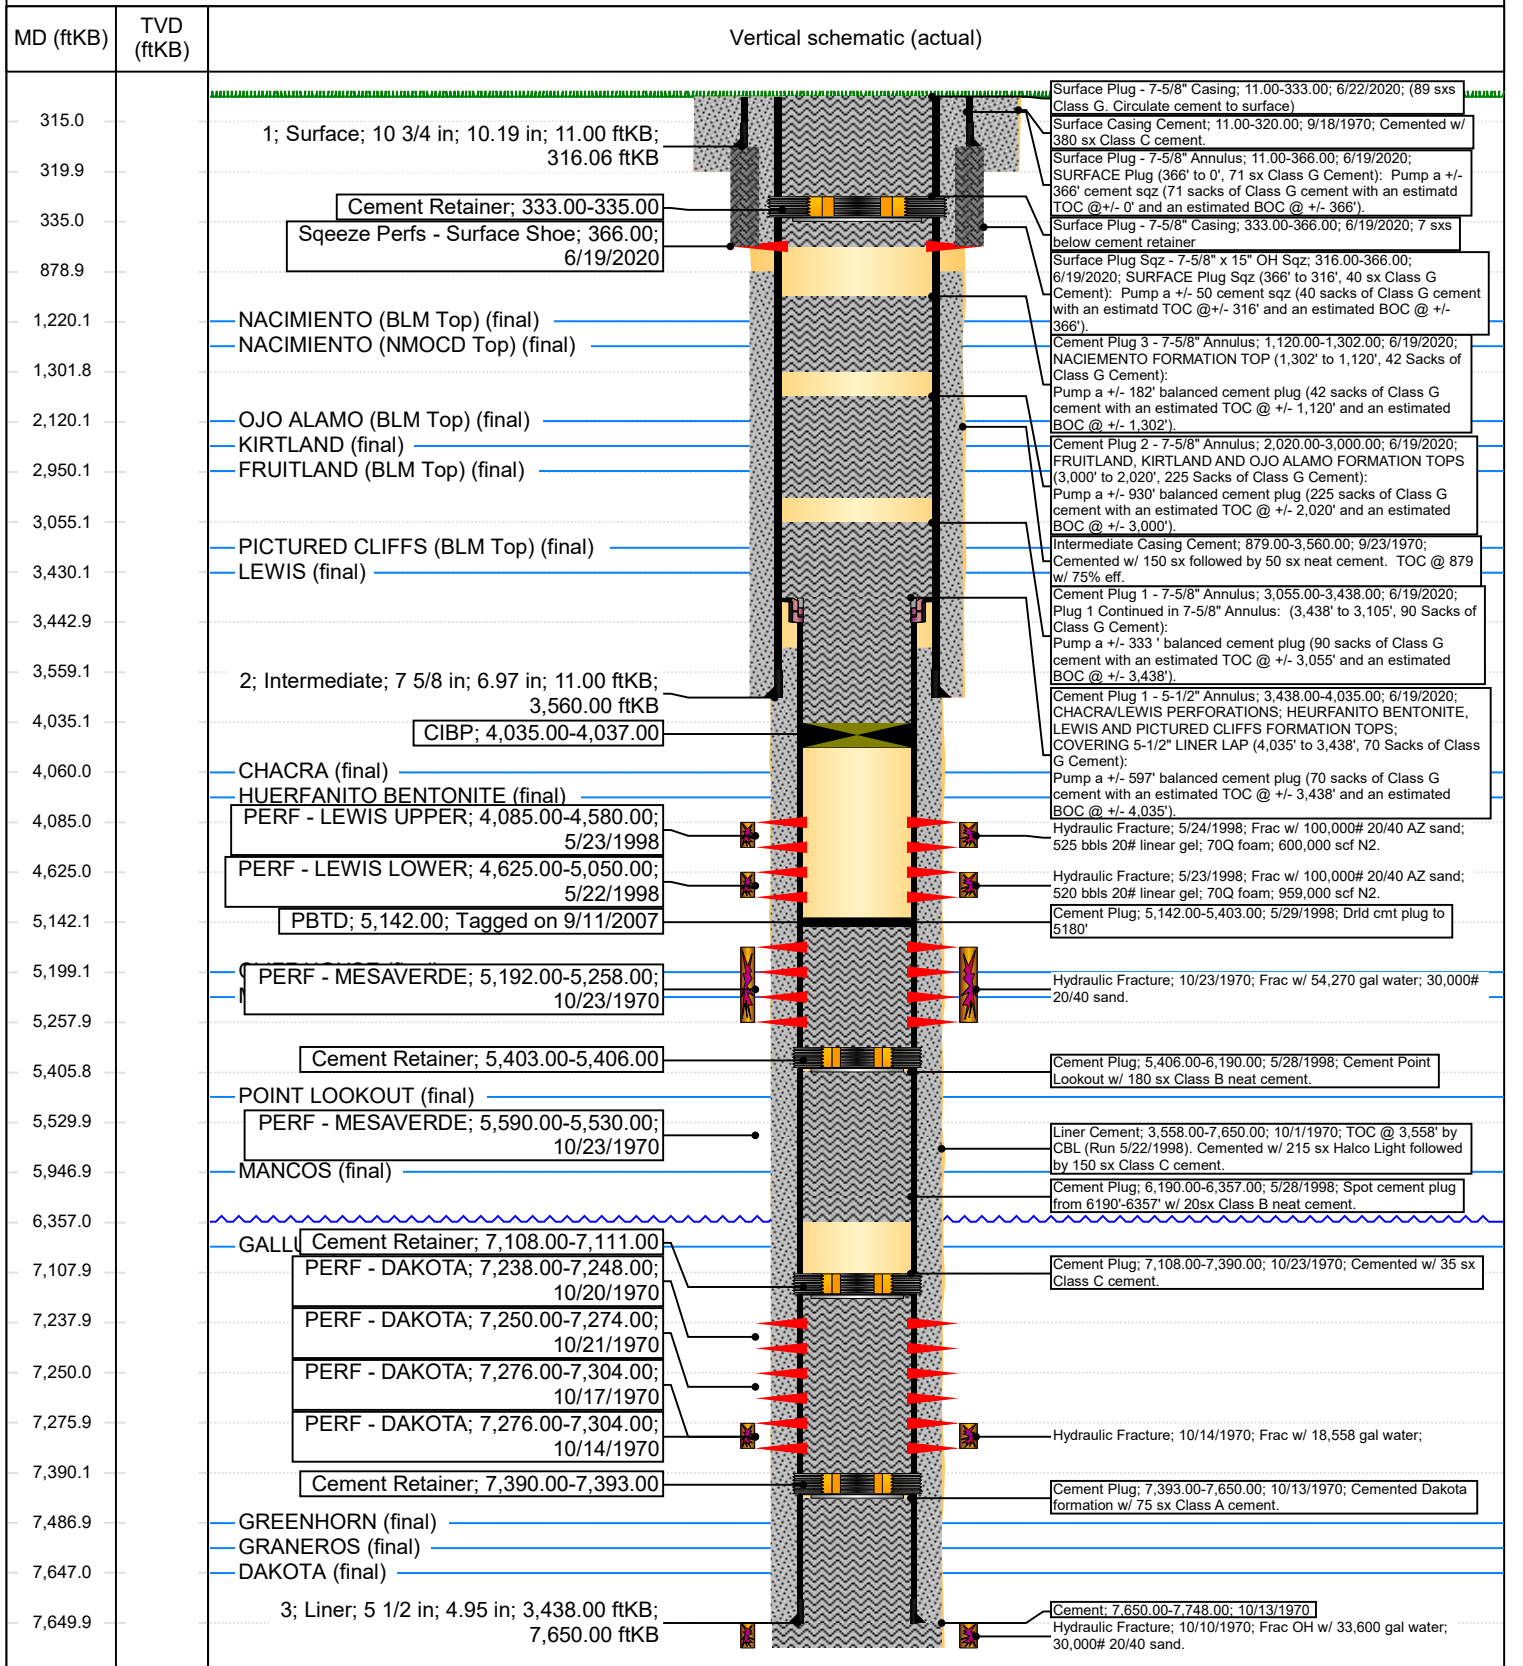 MD (ftKB)
TVD
(ftKB)
Vertical schematic (actual)
315.0
319.9
335.0
878.9
1,220.1
1,301.8
2,120.1
2,950.1
3,055.1
3,430.1
3,442.9
3,559.1
4,035.1
4,060.0
4,085.0
4,625.0
5,142.1
5,199.1
5,257.9
5,405.8
5,529.9
5,946.9
6,357.0
7,107.9
7,237.9
7,250.0
7,275.9
7,390.1
7,486.9
7,647.0
7,649.9
1; Surface; 10 3/4 in; 10.19 in; 11.00 ftKB;
316.06 ftKB
Cement Retainer; 333.00-335.00
Sqeeze Perfs - Surface Shoe; 366.00;
6/19/2020
NACIMIENTO (BLM Top) (final)
NACIMIENTO (NMOCD Top) (final)
OJO ALAMO (BLM Top) (final)
KIRTLAND (final)
FRUITLAND (BLM Top) (final)
PICTURED CLIFFS (BLM Top) (final)
LEWIS (final)
2; Intermediate; 7 5/8 in; 6.97 in; 11.00 ftKB;
3,560.00 ftKB
CIBP; 4,035.00-4,037.00
CHACRA (final)
HUERFANITO BENTONITE (final)
PERF - LEWIS UPPER; 4,085.00-4,580.00;
5/23/1998
PERF - LEWIS LOWER; 4,625.00-5,050.00;
5/22/1998
PBTD; 5,142.00; Tagged on 9/11/2007
PERF - MESAVERDE; 5,192.00-5,258.00;
10/23/1970
Cement Retainer; 5,403.00-5,406.00
POINT LOOKOUT (final)
PERF - MESAVERDE; 5,590.00-5,530.00;
10/23/1970
MANCOS (final)
GALLU
Cement Retainer; 7,108.00-7,111.00
PERF - DAKOTA; 7,238.00-7,248.00;
10/20/1970
PERF - DAKOTA; 7,250.00-7,274.00;
10/21/1970
PERF - DAKOTA; 7,276.00-7,304.00;
10/17/1970
PERF - DAKOTA; 7,276.00-7,304.00;
10/14/1970
Cement Retainer; 7,390.00-7,393.00
GREENHORN (final)
GRANEROS (final)
DAKOTA (final)
3; Liner; 5 1/2 in; 4.95 in; 3,438.00 ftKB;
7,650.00 ftKB
Surface Plug - 7-5/8" Casing; 11.00-333.00; 6/22/2020; (89 sxs
Class G. Circulate cement to surface)
Surface Casing Cement; 11.00-320.00; 9/18/1970; Cemented w/
380 sx Class C cement.
Surface Plug - 7-5/8" Annulus; 11.00-366.00; 6/19/2020;
SURFACE Plug (366' to 0', 71 sx Class G Cement): Pump a +/-
366' cement sqz (71 sacks of Class G cement with an estimatd
TOC @+/- 0' and an estimated BOC @ +/- 366').
Surface Plug - 7-5/8" Casing; 333.00-366.00; 6/19/2020; 7 sxs
below cement retainer
Surface Plug Sqz - 7-5/8" x 15" OH Sqz; 316.00-366.00;
6/19/2020; SURFACE Plug Sqz (366' to 316', 40 sx Class G
Cement): Pump a +/- 50 cement sqz (40 sacks of Class G cement
with an estimatd TOC @+/- 316' and an estimated BOC @ +/-
366').
Cement Plug 3 - 7-5/8" Annulus; 1,120.00-1,302.00; 6/19/2020;
NACIEMENTO FORMATION TOP (1,302' to 1,120', 42 Sacks of
Class G Cement):
Pump a +/- 182' balanced cement plug (42 sacks of Class G
cement with an estimated TOC @ +/- 1,120' and an estimated
BOC @ +/- 1,302').
Cement Plug 2 - 7-5/8" Annulus; 2,020.00-3,000.00; 6/19/2020;
FRUITLAND, KIRTLAND AND OJO ALAMO FORMATION TOPS
(3,000' to 2,020', 225 Sacks of Class G Cement):
Pump a +/- 930' balanced cement plug (225 sacks of Class G
cement with an estimated TOC @ +/- 2,020' and an estimated
BOC @ +/- 3,000').
Intermediate Casing Cement; 879.00-3,560.00; 9/23/1970;
Cemented w/ 150 sx followed by 50 sx neat cement. TOC @ 879
w/ 75% eff.
Cement Plug 1 - 7-5/8" Annulus; 3,055.00-3,438.00; 6/19/2020;
Plug 1 Continued in 7-5/8" Annulus: (3,438' to 3,105', 90 Sacks of
Class G Cement):
Pump a +/- 333 ' balanced cement plug (90 sacks of Class G
cement with an estimated TOC @ +/- 3,055' and an estimated
BOC @ +/- 3,438').
Cement Plug 1 - 5-1/2" Annulus; 3,438.00-4,035.00; 6/19/2020;
CHACRA/LEWIS PERFORATIONS; HEURFANITO BENTONITE,
LEWIS AND PICTURED CLIFFS FORMATION TOPS;
COVERING 5-1/2" LINER LAP (4,035' to 3,438', 70 Sacks of Class
G Cement):
Pump a +/- 597' balanced cement plug (70 sacks of Class G
cement with an estimated TOC @ +/- 3,438' and an estimated
BOC @ +/- 4,035').
Hydraulic Fracture; 5/24/1998; Frac w/ 100,000# 20/40 AZ sand;
525 bbls 20# linear gel; 70Q foam; 600,000 scf N2.
Hydraulic Fracture; 5/23/1998; Frac w/ 100,000# 20/40 AZ sand;
520 bbls 20# linear gel; 70Q foam; 959,000 scf N2.
Cement Plug; 5,142.00-5,403.00; 5/29/1998; Drld cmt plug to
5180'
Hydraulic Fracture; 10/23/1970; Frac w/ 54,270 gal water; 30,000#
20/40 sand.
Cement Plug; 5,406.00-6,190.00; 5/28/1998; Cement Point
Lookout w/ 180 sx Class B neat cement.
Liner Cement; 3,558.00-7,650.00; 10/1/1970; TOC @ 3,558' by
CBL (Run 5/22/1998). Cemented w/ 215 sx Halco Light followed
by 150 sx Class C cement.
Cement Plug; 6,190.00-6,357.00; 5/28/1998; Spot cement plug
from 6190'-6357' w/ 20sx Class B neat cement.
Cement Plug; 7,108.00-7,390.00; 10/23/1970; Cemented w/ 35 sx
Class C cement.
Hydraulic Fracture; 10/14/1970; Frac w/ 18,558 gal water;
Cement Plug; 7,393.00-7,650.00; 10/13/1970; Cemented Dakota
formation w/ 75 sx Class A cement.
Cement; 7,650.00-7,748.00; 10/13/1970
Hydraulic Fracture; 10/10/1970; Frac OH w/ 33,600 gal water;
30,000# 20/40 sand.